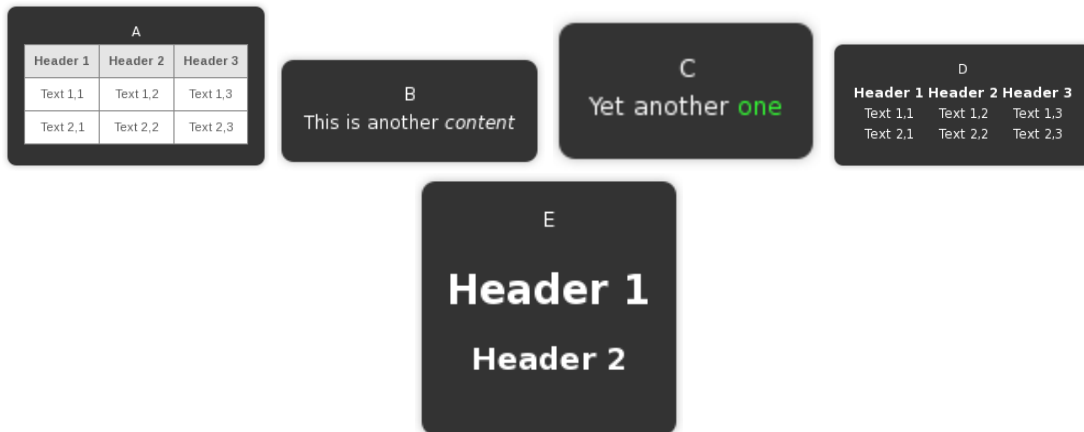 A
Header 1 Header 2 Header 3
Text 1,1 Text 1,2 Text 1,3
Text 2,1 Text 2,2 Text 2,3
B
This is another content
C
Yet another one
D
Header 1 Header 2 Header 3
Text 1,1 Text 1,2 Text 1,3
Text 2,1 Text 2,2 Text 2,3
E
Header 1
Header 2